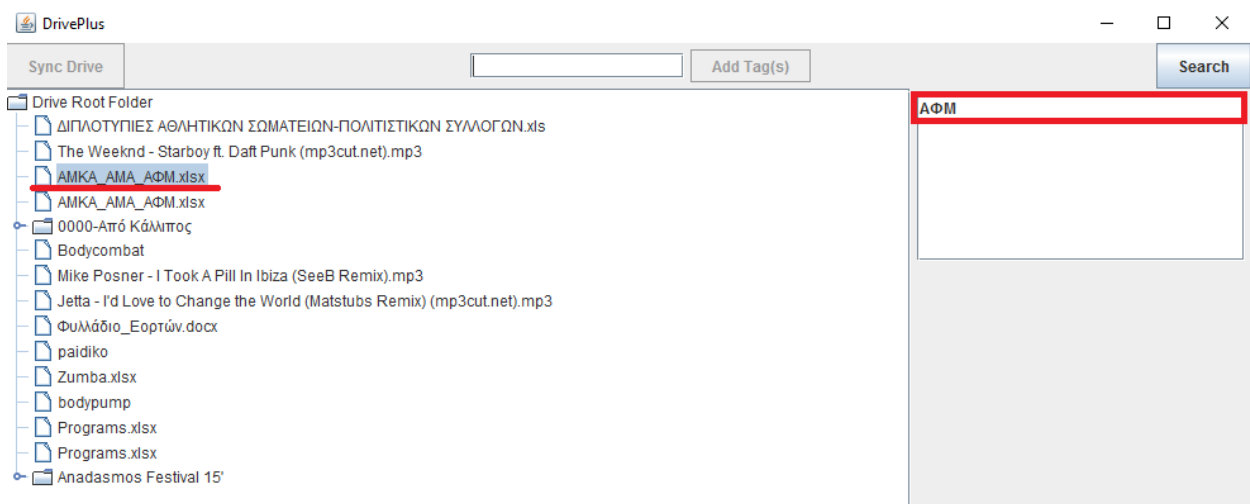 DrivePlus
Sync Drive
Add Tag(s)
Search
Drive Root Folder
ΔΙΠΛΟΤΥΠΙΕΣ ΑΘΛΗΤΙΚΩΝ ΣΩΜΑΤΕΙΩΝ-ΠΟΛΙΤΙΣΤΙΚΩΝ ΣΥΛΛΟΓΩΝ.xls
The Weeknd - Starboy ft. Daft Punk (mp3cut.net).mp3
ΑΜΚΑ_ΑΜΑ_ΑΦΜ.xlsx
ΑΜΚΑ_ΑΜΑ_ΑΦΜ.xlsx
0000-Από Κάλλιπος
Bodycombat
Mike Posner - I Took A Pill In Ibiza (SeeB Remix).mp3
Jetta - I'd Love to Change the World (Matstubs Remix) (mp3cut.net).mp3
Φυλλάδιο_Εορτών.docx
paidiko
Zumba.xlsx
bodypump
Programs.xlsx
Programs.xlsx
Anadasmos Festival 15'
ΑΦΜ